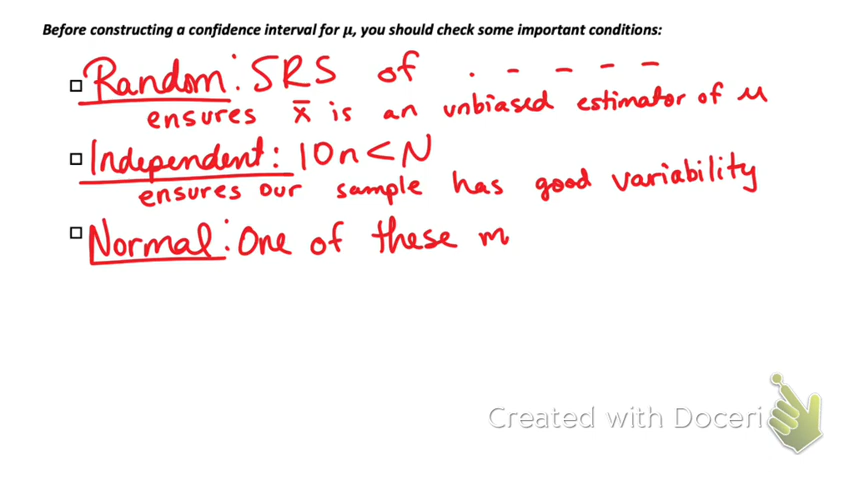 Before constructing a confidence interval for μ, you should check some important conditions:
Random: SRS of . – – – –
ensures x̄ is an unbiased estimator of μ
Independent: 10n < N
ensures our sample has good variability
Normal: One of these m
Created with Doceri